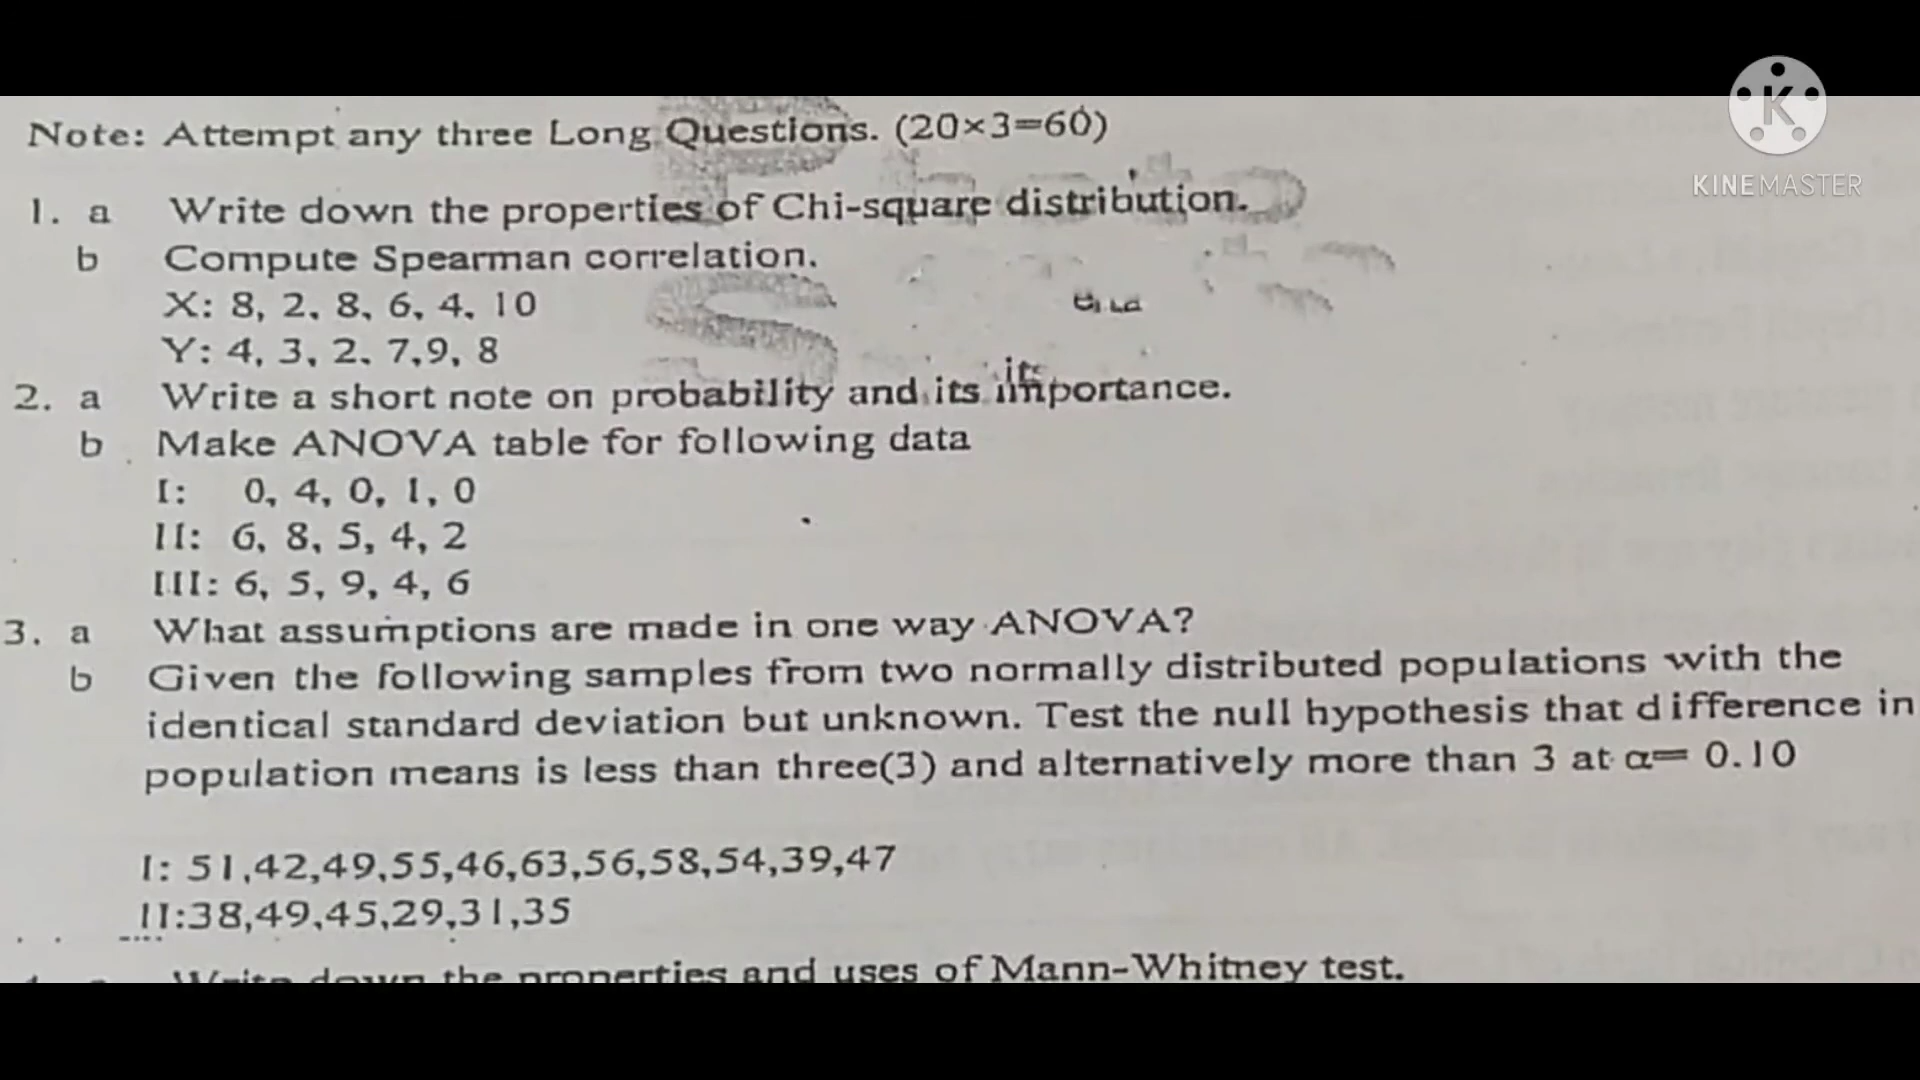 KINEMASTER
Note: Attempt any three Long Questions. (20×3=60)
1. a Write down the properties of Chi-square distribution.
b Compute Spearman correlation.
X: 8, 2, 8, 6, 4, 10
Y: 4, 3, 2, 7,9, 8
2. a Write a short note on probability and its importance.
b Make ANOVA table for following data
I: 0, 4, 0, 1, 0
II: 6, 8, 5, 4, 2
III: 6, 5, 9, 4, 6
3. a What assumptions are made in one way ANOVA?
b Given the following samples from two normally distributed populations with the
identical standard deviation but unknown. Test the null hypothesis that difference in
population means is less than three(3) and alternatively more than 3 at α= 0.10
I: 51,42,49,55,46,63,56,58,54,39,47
II:38,49,45,29,31,35
Write down the properties and uses of Mann-Whitney test.